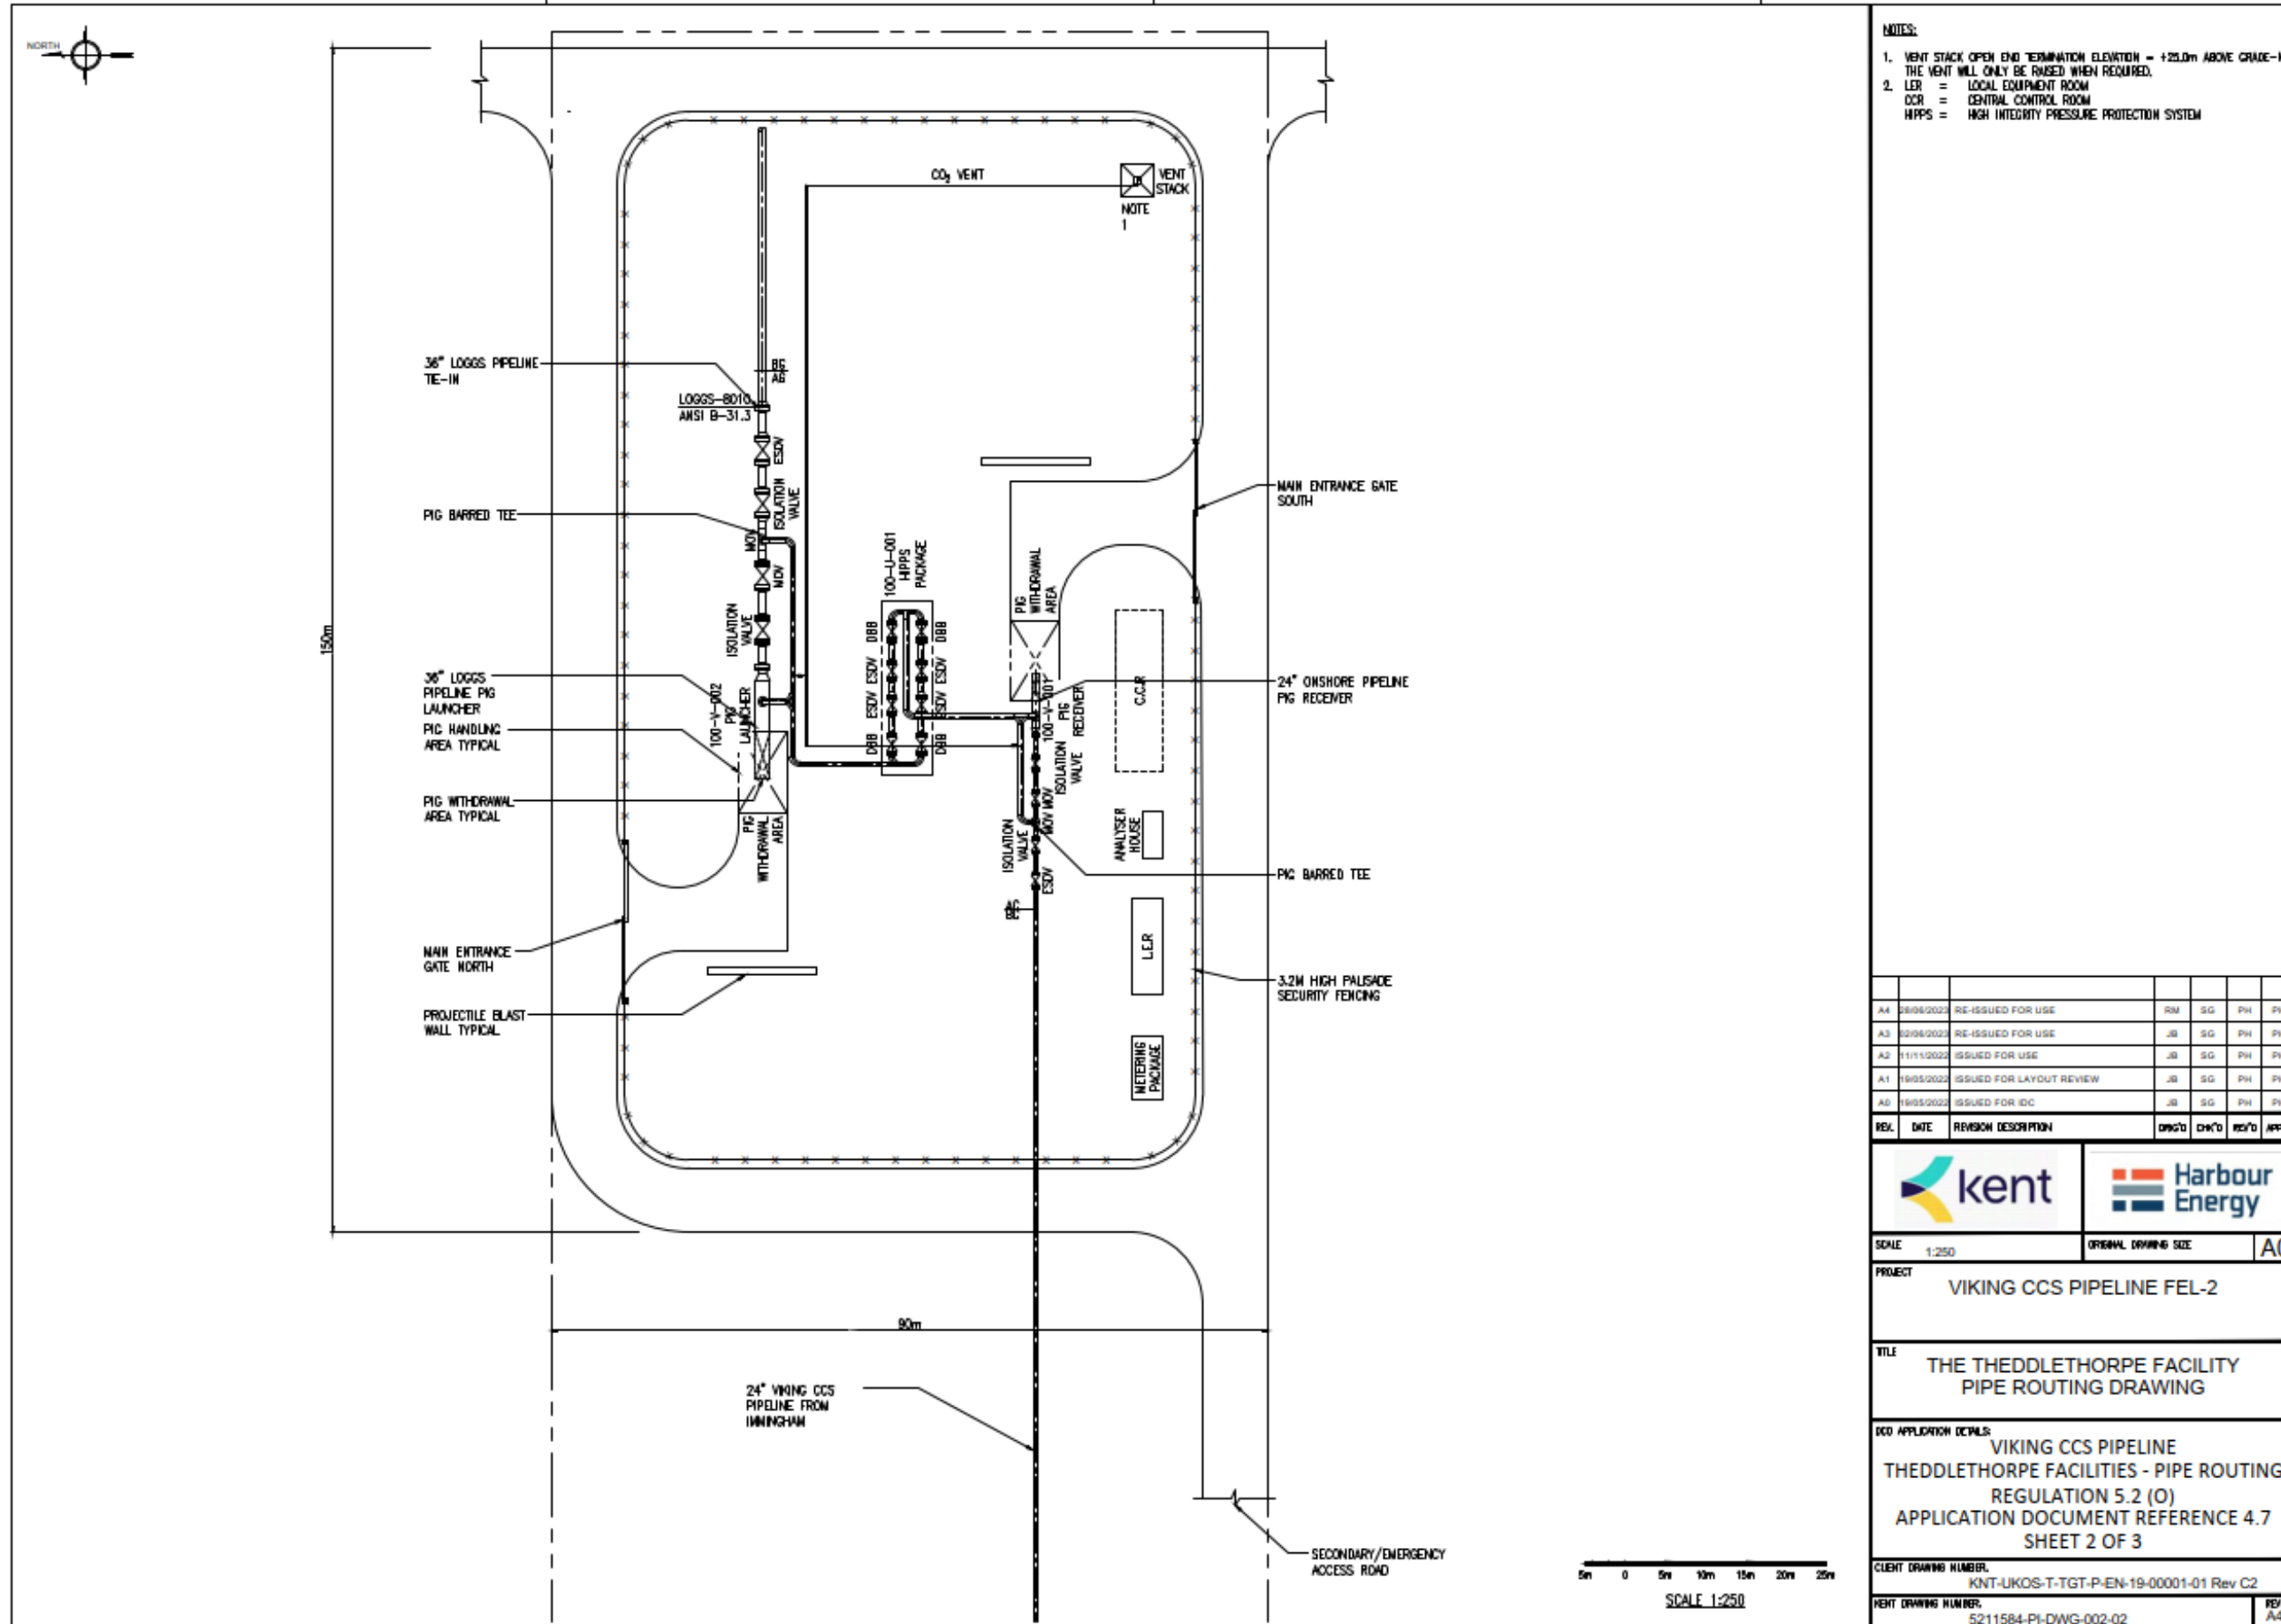 NORTH
NOTES:
1. VENT STACK OPEN END TERMINATION ELEVATION = +25.0m ABOVE GRADE-
THE VENT WILL ONLY BE RAISED WHEN REQUIRED.
2. LER = LOCAL EQUIPMENT ROOM
CCR = CENTRAL CONTROL ROOM
HIPPS = HIGH INTEGRITY PRESSURE PROTECTION SYSTEM
CO2 VENT
VENT
STACK
NOTE
1
36" LOGGS PIPELINE
TIE-IN
BG
AG
LOGGS-8010
ANSI B-31.3
ESDV
ISOLATION
VALVE
PIG BARRED TEE
MOV
MOV
ISOLATION
VALVE
MAIN ENTRANCE GATE
SOUTH
100-U-001
HIPPS
PACKAGE
PIG
WITHDRAWAL
AREA
150m
DBB
DBB
ESDV
ESDV
ESDV
ESDV
DBB
DBB
36" LOGGS
PIPELINE PIG
LAUNCHER
100-V-002
PIG
LAUNCHER
24" ONSHORE PIPELINE
PIG RECEIVER
100-V-001
PIG
RECEIVER
C.C.R
PIG HANDLING
AREA TYPICAL
ISOLATION
VALVE
PIG WITHDRAWAL
AREA TYPICAL
PIG
WITHDRAWAL
AREA
MOV
MOV
ISOLATION
VALVE
ESDV
ANALYSER
HOUSE
PIG BARRED TEE
AG
BG
L.E.R
MAIN ENTRANCE
GATE NORTH
3.2M HIGH PALISADE
SECURITY FENCING
PROJECTILE BLAST
WALL TYPICAL
METERING
PACKAGE
90m
24" VIKING CCS
PIPELINE FROM
IMMINGHAM
SECONDARY/EMERGENCY
ACCESS ROAD
5m 0 5m 10m 15m 20m 25m
SCALE 1:250
A4 28/06/2023 RE-ISSUED FOR USE RM SG PH
A3 02/06/2023 RE-ISSUED FOR USE JB SG PH
A2 11/11/2022 ISSUED FOR USE JB SG PH
A1 19/05/2022 ISSUED FOR LAYOUT REVIEW JB SG PH
A0 19/05/2022 ISSUED FOR IDC JB SG PH
REV. DATE REVISION DESCRIPTION DRG'D CHK'D REV'D
kent
Harbour
Energy
SCALE 1:250 ORIGINAL DRAWING SIZE A0
PROJECT
VIKING CCS PIPELINE FEL-2
TITLE
THE THEDDLETHORPE FACILITY
PIPE ROUTING DRAWING
DCO APPLICATION DETAILS:
VIKING CCS PIPELINE
THEDDLETHORPE FACILITIES - PIPE ROUTING
REGULATION 5.2 (O)
APPLICATION DOCUMENT REFERENCE 4.7
SHEET 2 OF 3
CLIENT DRAWING NUMBER.
KNT-UKOS-T-TGT-P-EN-19-00001-01 Rev C2
KENT DRAWING NUMBER.
5211584-PI-DWG-002-02
REV
A4